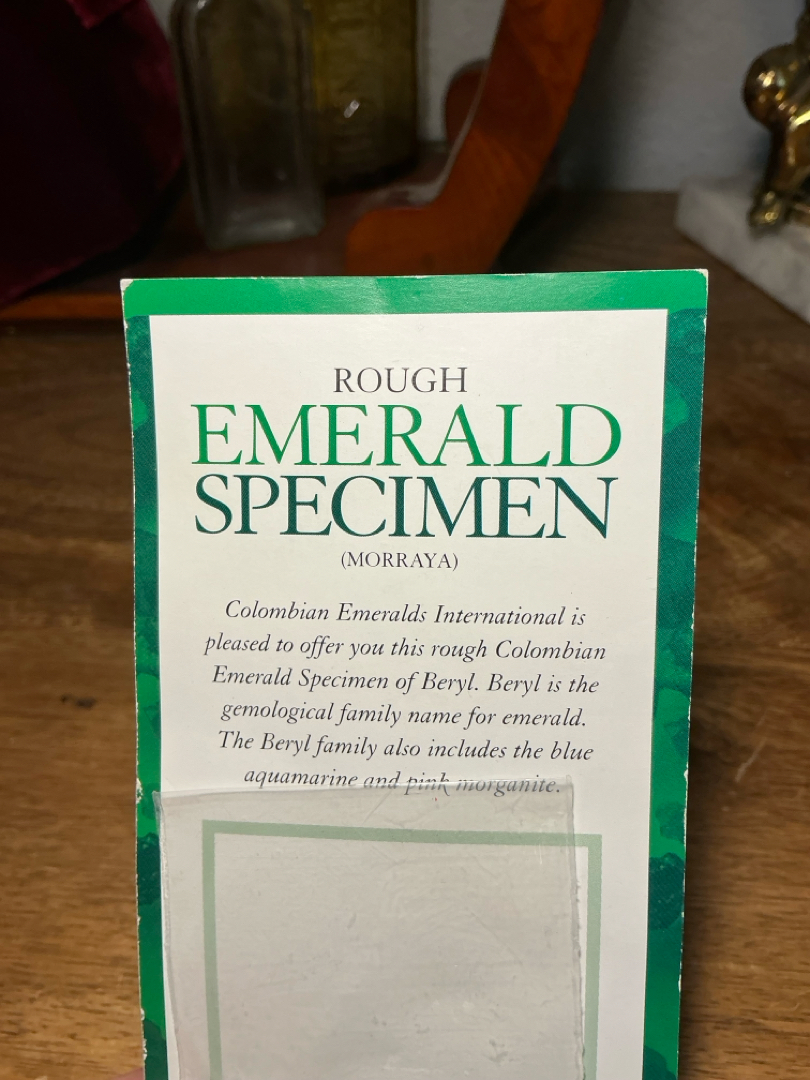 ROUGH
EMERALD
SPECIMEN
(MORRAYA)
Colombian Emeralds International is
pleased to offer you this rough Colombian
Emerald Specimen of Beryl. Beryl is the
gemological family name for emerald.
The Beryl family also includes the blue
aquamarine and pink morganite.